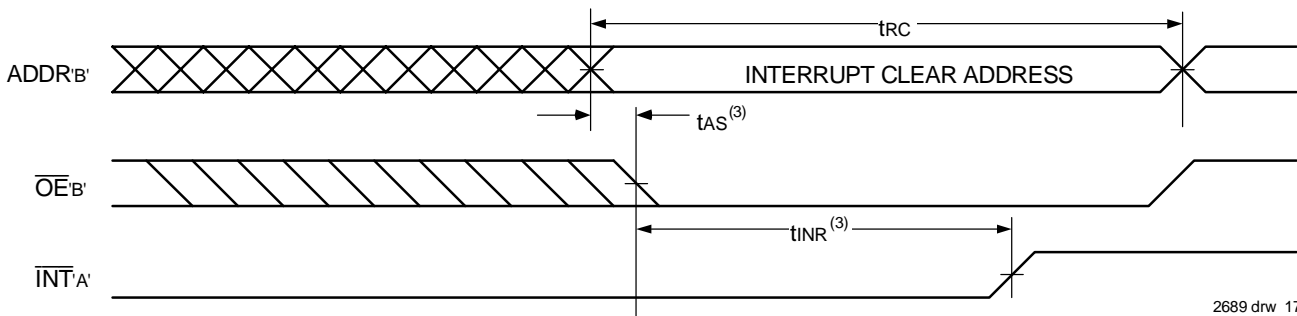 tRC
ADDR'B' INTERRUPT CLEAR ADDRESS
tAS(3)
OE'B'
tINR(3)
INT'A'
2689 drw 17